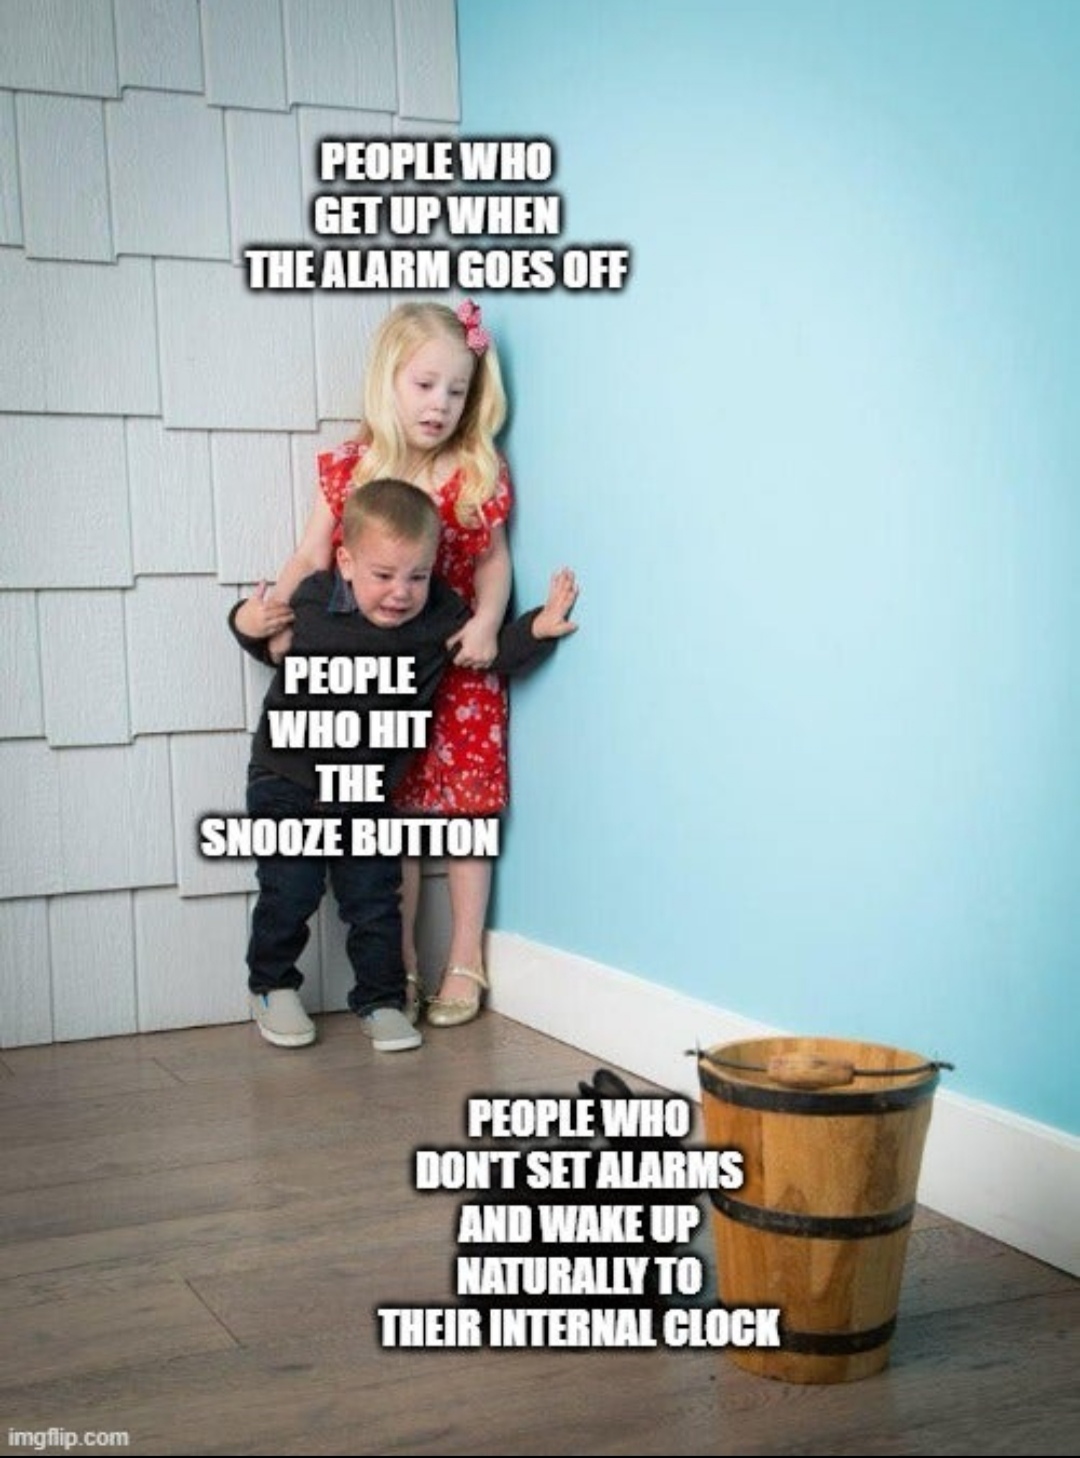 PEOPLE WHO
GET UP WHEN
THE ALARM GOES OFF
PEOPLE
WHO HIT
THE
SNOOZE BUTTON
PEOPLE WHO
DON'T SET ALARMS
AND WAKE UP
NATURALLY TO
THEIR INTERNAL CLOCK
imgflip.com